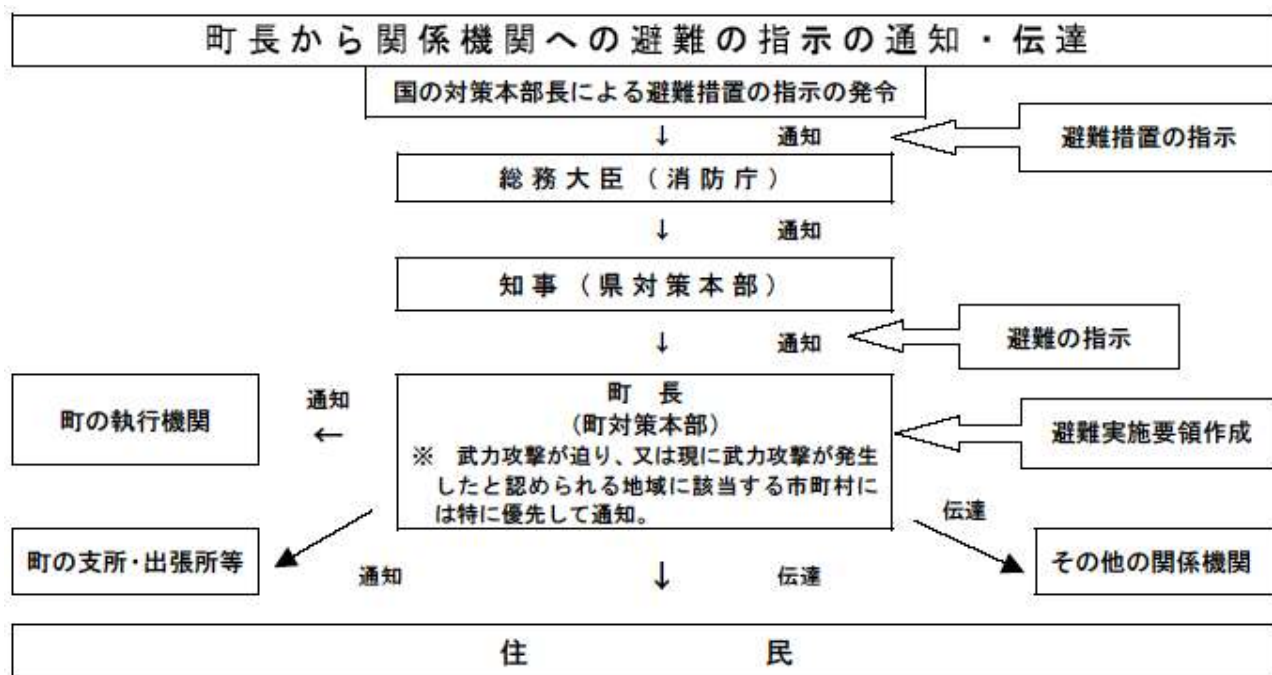 町長から関係機関への避難の指示の通知・伝達
国の対策本部長による避難措置の指示の発令
↓ 通知
避難措置の指示
総務大臣（消防庁）
↓ 通知
知事（県対策本部）
↓ 通知
避難の指示
町の執行機関
通知
←
町 長
（町対策本部）
※ 武力攻撃が迫り、又は現に武力攻撃が発生
したと認められる地域に該当する市町村に
は特に優先して通知。
避難実施要領作成
伝達
町の支所・出張所等
通知
↓ 伝達
その他の関係機関
住 民